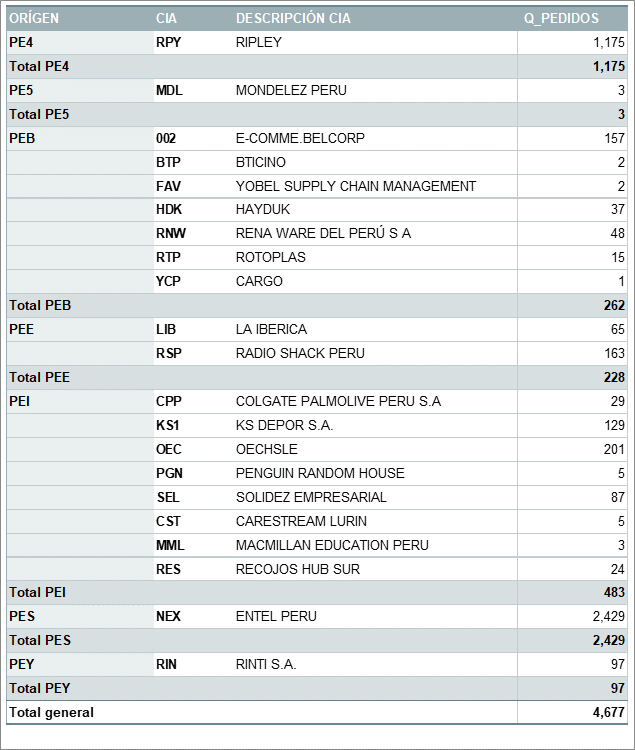 ORÍGEN CIA DESCRIPCIÓN CIA Q_PEDIDOS
PE4 RPY RIPLEY 1,175
Total PE4 1,175
PE5 MDL MONDELEZ PERU 3
Total PE5 3
PEB 002 E-COMME.BELCORP 157
BTP BTICINO 2
FAV YOBEL SUPPLY CHAIN MANAGEMENT 2
HDK HAYDUK 37
RNW RENA WARE DEL PERÚ S A 48
RTP ROTOPLAS 15
YCP CARGO 1
Total PEB 262
PEE LIB LA IBERICA 65
RSP RADIO SHACK PERU 163
Total PEE 228
PEI CPP COLGATE PALMOLIVE PERU S.A 29
KS1 KS DEPOR S.A. 129
OEC OECHSLE 201
PGN PENGUIN RANDOM HOUSE 5
SEL SOLIDEZ EMPRESARIAL 87
CST CARESTREAM LURIN 5
MML MACMILLAN EDUCATION PERU 3
RES RECOJOS HUB SUR 24
Total PEI 483
PES NEX ENTEL PERU 2,429
Total PES 2,429
PEY RIN RINTI S.A. 97
Total PEY 97
Total general 4,677